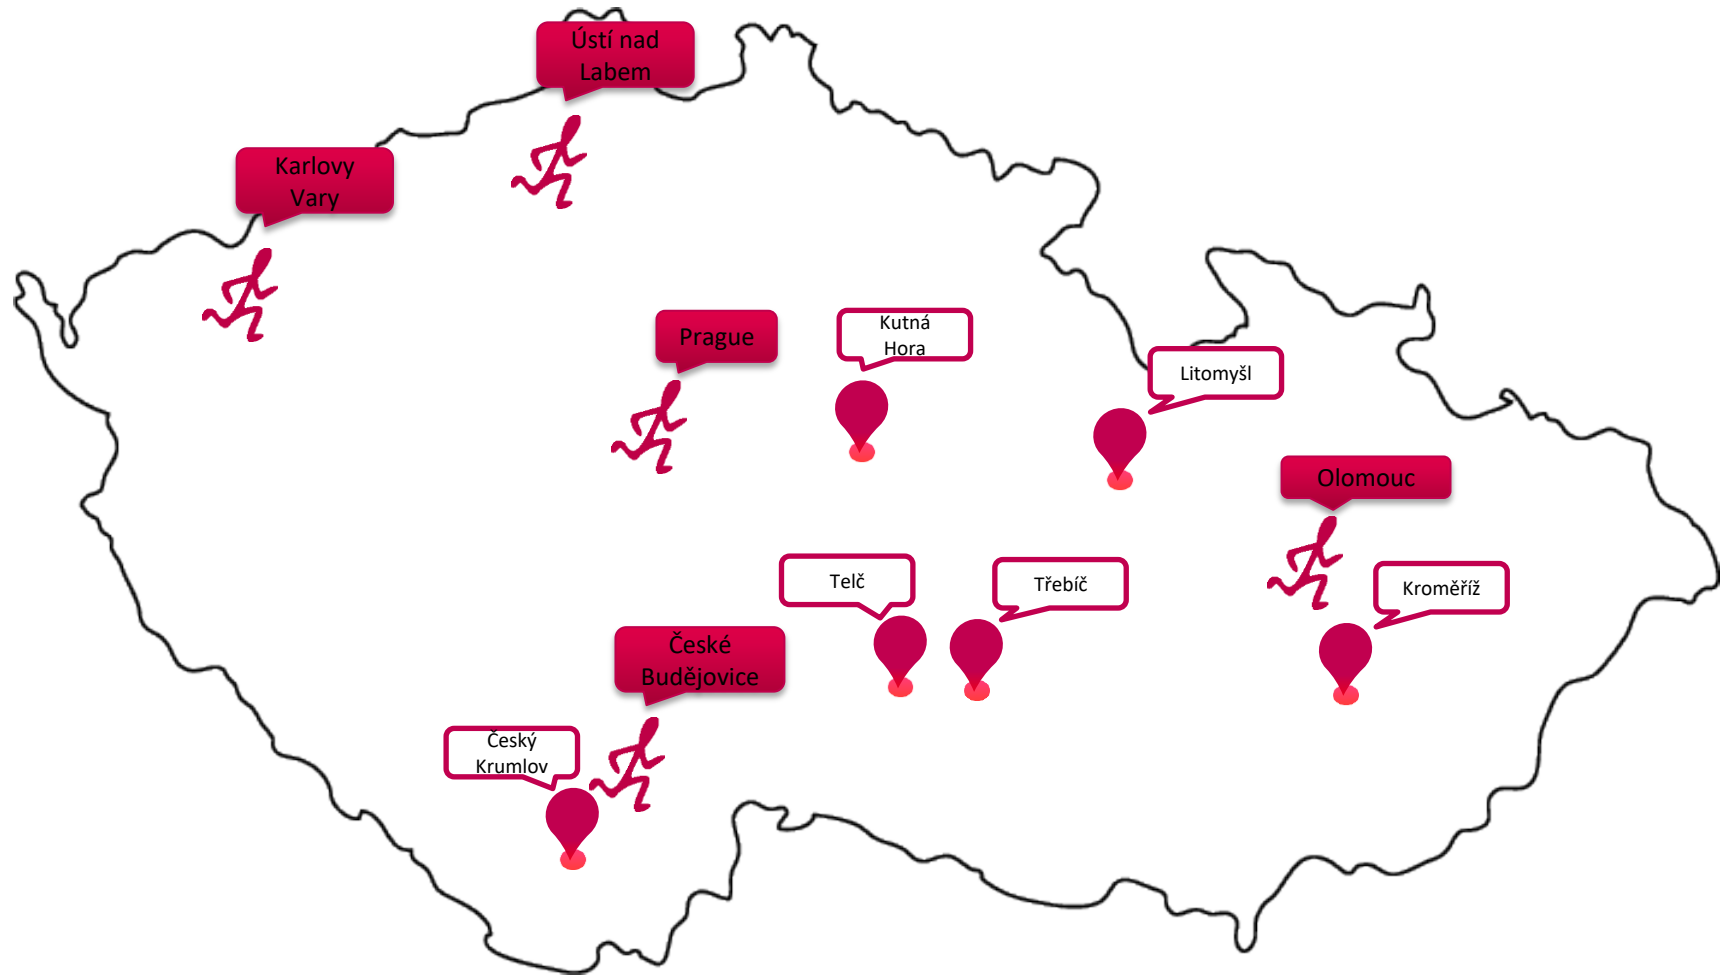 Ústí nad
Labem
Karlovy
Vary
Prague
Kutná
Hora
Litomyšl
Olomouc
Telč
Třebíč
Kroměříž
České
Budějovice
Český
Krumlov